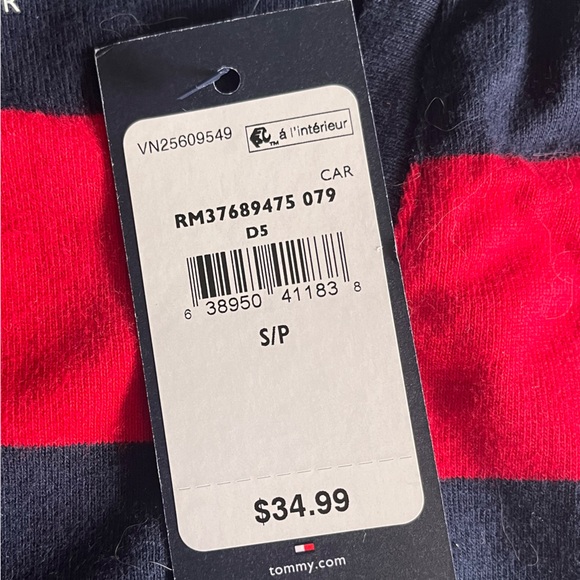 R
VN25609549
á l'intérieur
CAR
RM37689475 079
D5
6 38950 41183 8
S/P
$34.99
tommy.com